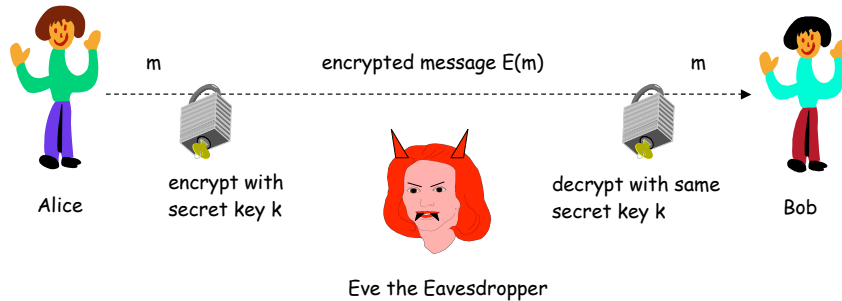 m
encrypted message E(m)
m
encrypt with
secret key k
decrypt with same
secret key k
Alice
Bob
Eve the Eavesdropper